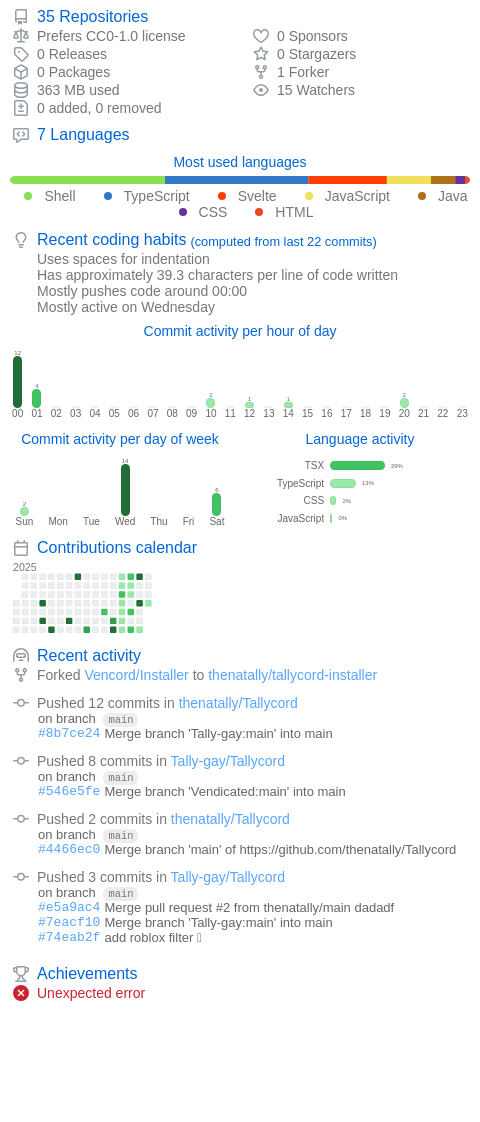 35 Repositories
Prefers CC0-1.0 license
0 Sponsors
0 Releases
0 Stargazers
0 Packages
1 Forker
363 MB used
15 Watchers
0 added, 0 removed
7 Languages
Most used languages
Shell TypeScript Svelte JavaScript Java
CSS HTML
Recent coding habits (computed from last 22 commits)
Uses spaces for indentation
Has approximately 39.3 characters per line of code written
Mostly pushes code around 00:00
Mostly active on Wednesday
Commit activity per hour of day
12 4 2 1 1 2
00 01 02 03 04 05 06 07 08 09 10 11 12 13 14 15 16 17 18 19 20 21 22 23
Commit activity per day of week
2 14 6
Sun Mon Tue Wed Thu Fri Sat
Language activity
TSX 29%
TypeScript 13%
CSS 2%
JavaScript 0%
Contributions calendar
2025
Recent activity
Forked Vencord/Installer to thenatally/tallycord-installer
Pushed 12 commits in thenatally/Tallycord
on branch main
#8b7ce24 Merge branch 'Tally-gay:main' into main
Pushed 8 commits in Tally-gay/Tallycord
on branch main
#546e5fe Merge branch 'Vendicated:main' into main
Pushed 2 commits in thenatally/Tallycord
on branch main
#4466ec0 Merge branch 'main' of https://github.com/thenatally/Tallycord
Pushed 3 commits in Tally-gay/Tallycord
on branch main
#e5a9ac4 Merge pull request #2 from thenatally/main dadadf
#7eacf10 Merge branch 'Tally-gay:main' into main
#74eab2f add roblox filter
Achievements
Unexpected error